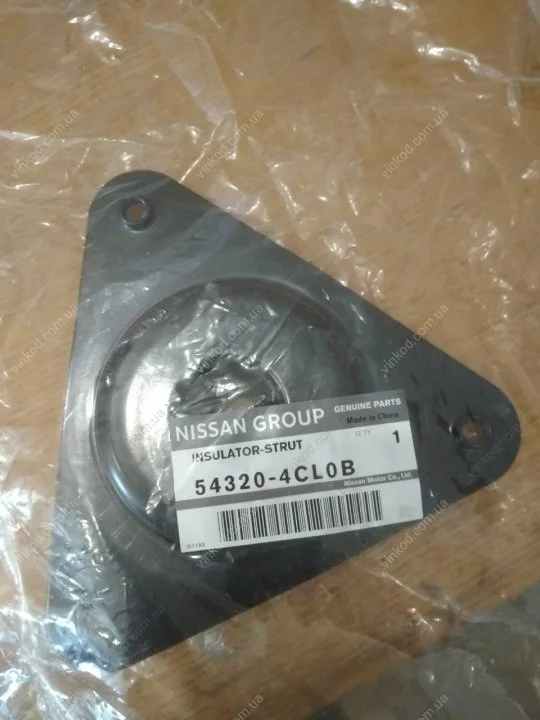 NISSAN GROUP
GENUINE PARTS
Made in China
INSULATOR-STRUT
Q'TY
1
54320-4CL0B
Nissan Motor Co., Ltd.
vinkod.com.ua